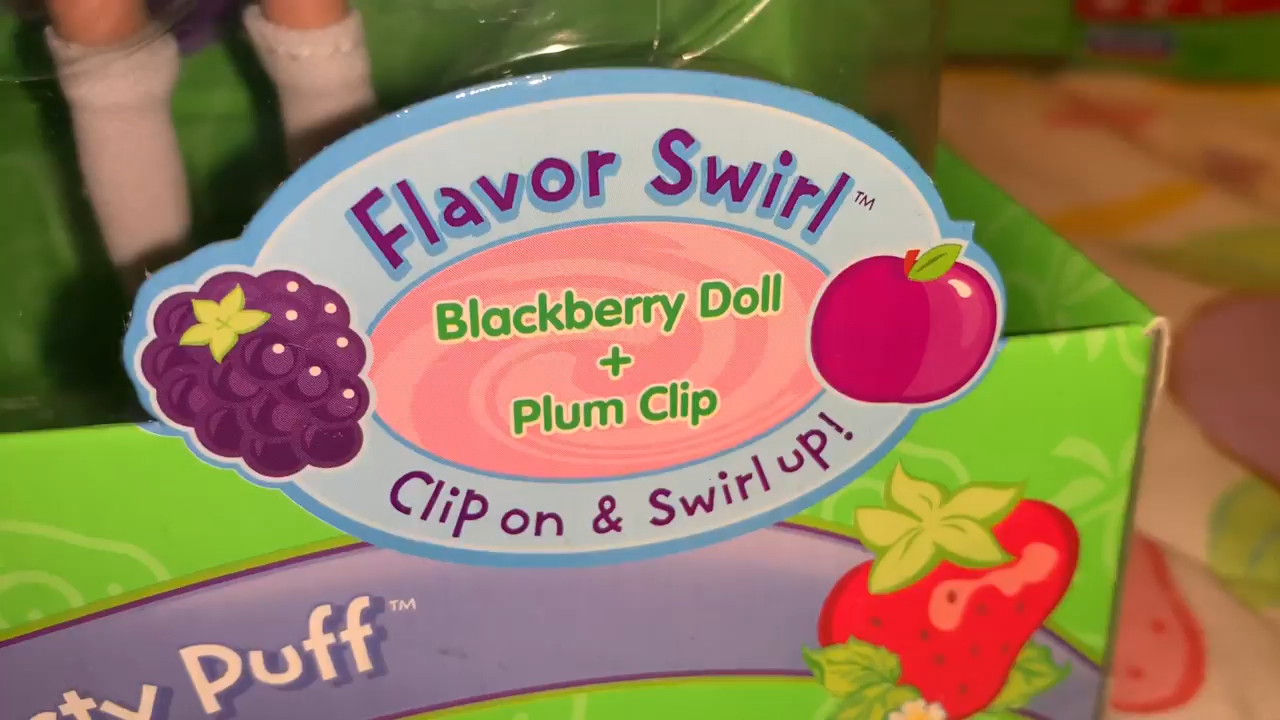 Flavor Swirl™
Blackberry Doll
+
Plum Clip
Clip on & Swirl up!
Puff™